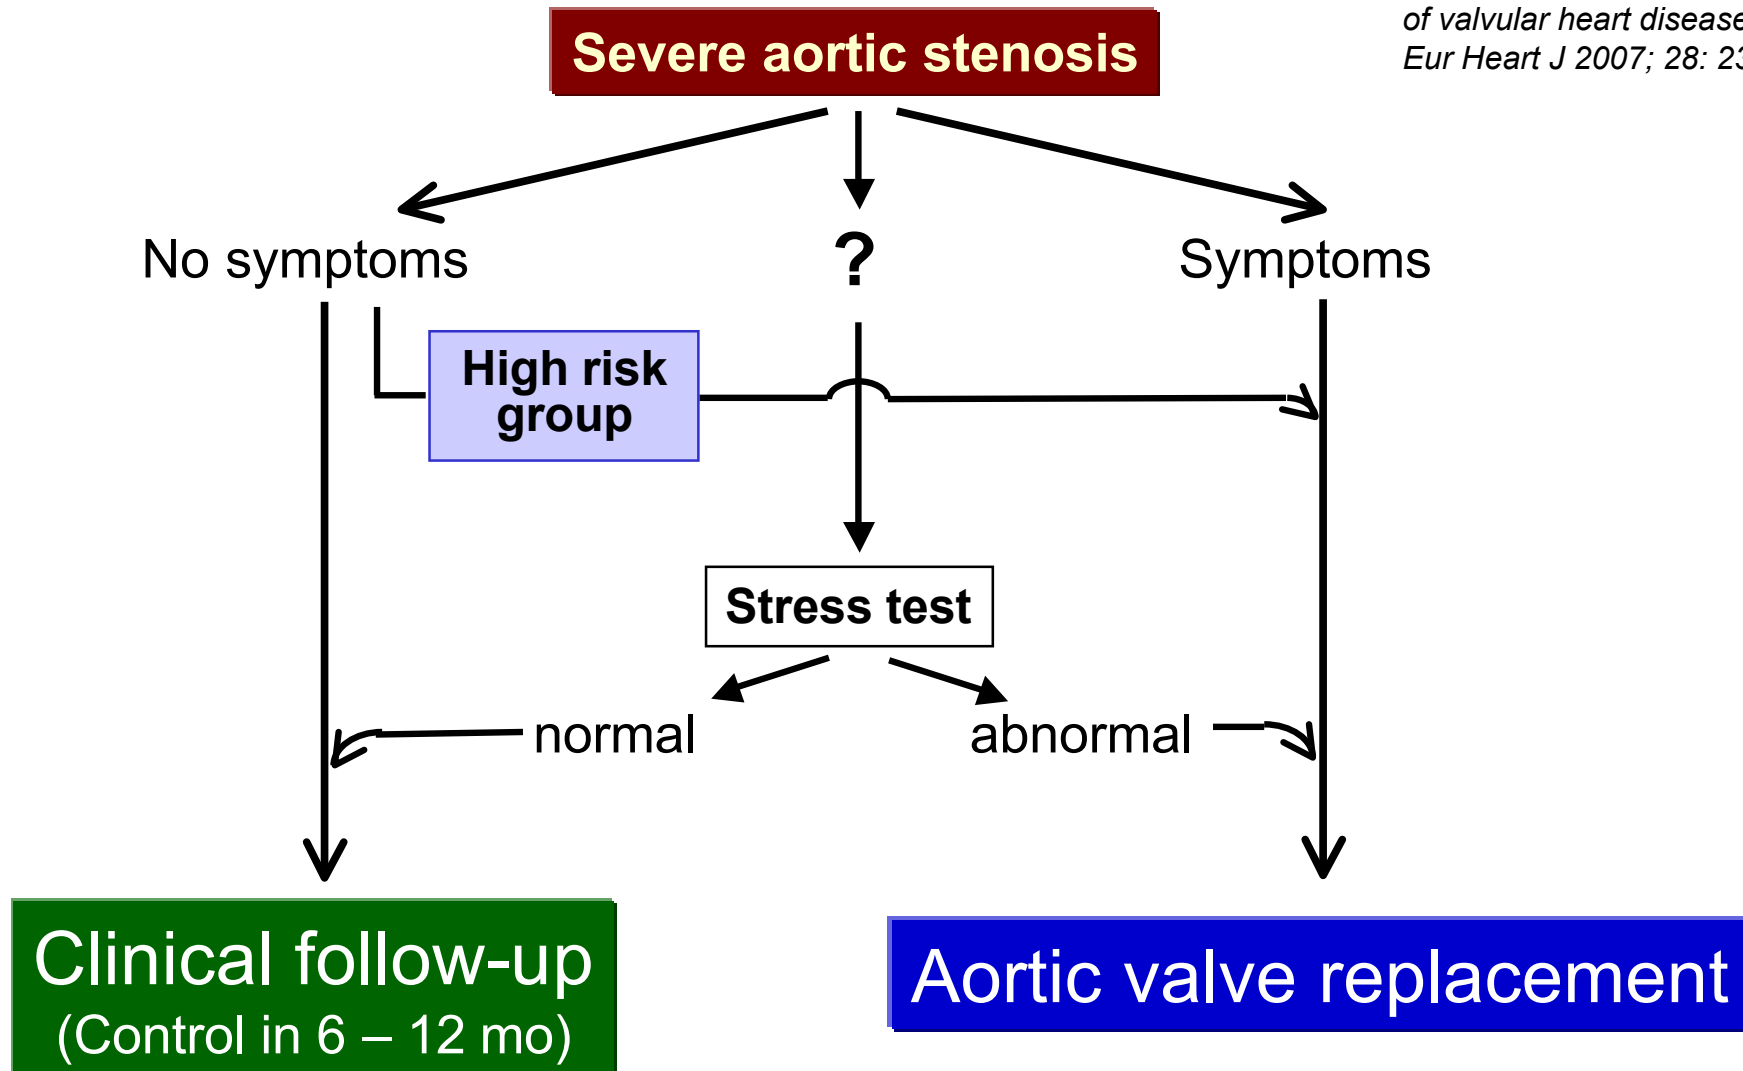 of valvular heart disease
Eur Heart J 2007; 28:
Severe aortic stenosis
No symptoms
?
Symptoms
High risk
group
Stress test
normal
abnormal
Clinical follow-up
(Control in 6 – 12 mo)
Aortic valve replacement